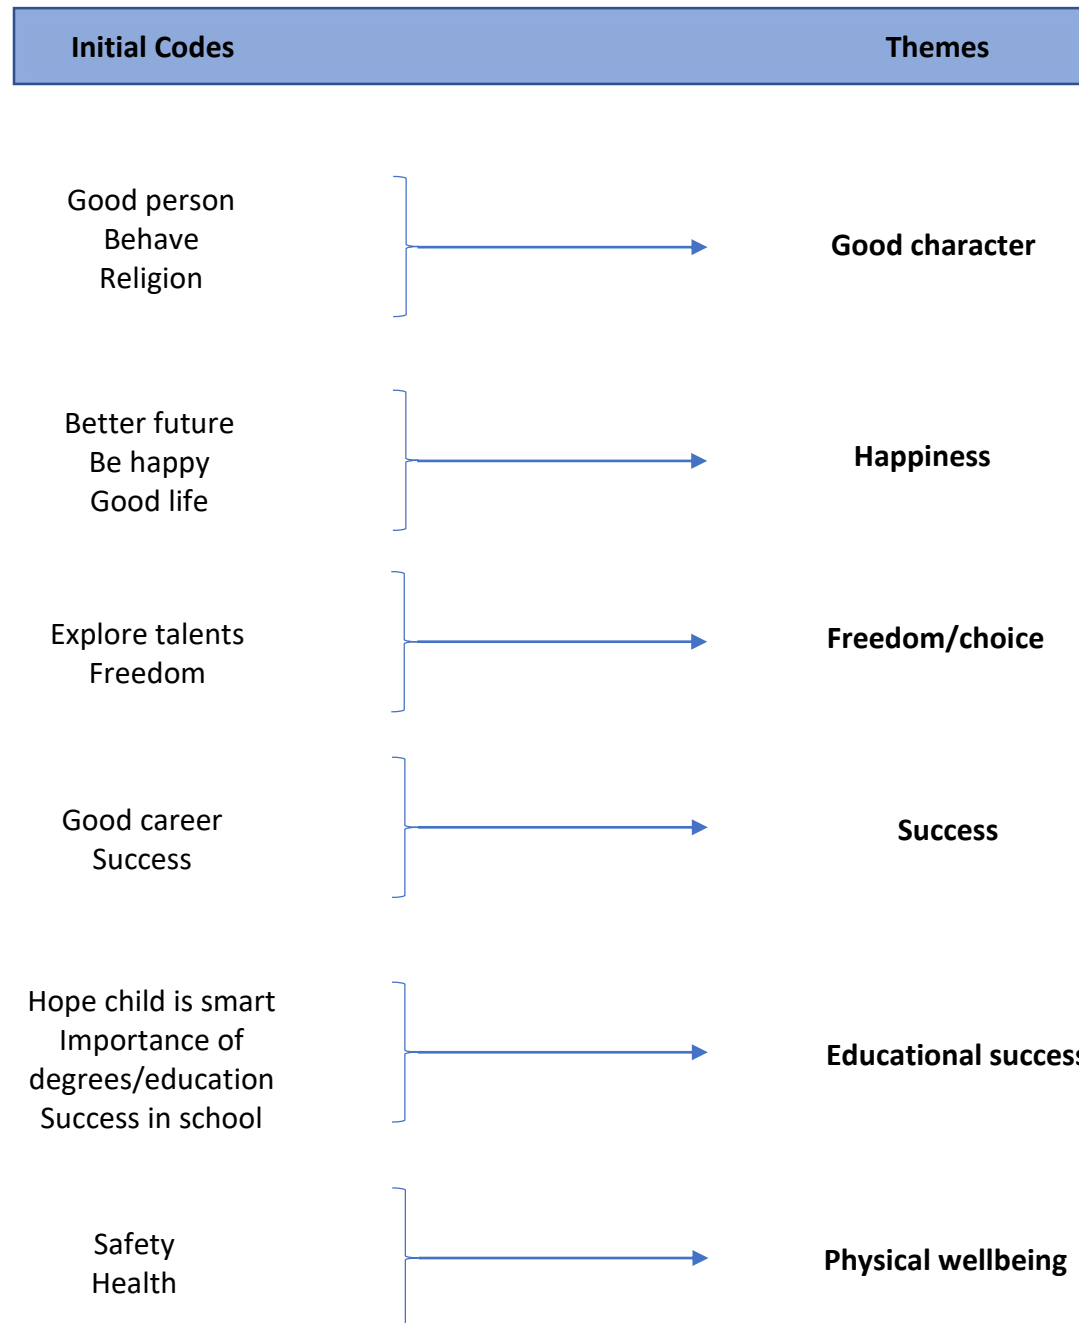 Initial Codes
Themes
Good person
Behave
Religion
Good character
Better future
Be happy
Good life
Happiness
Explore talents
Freedom
Freedom/choice
Good career
Success
Success
Hope child is smart
Importance of
degrees/education
Success in school
Educational success
Safety
Health
Physical wellbeing